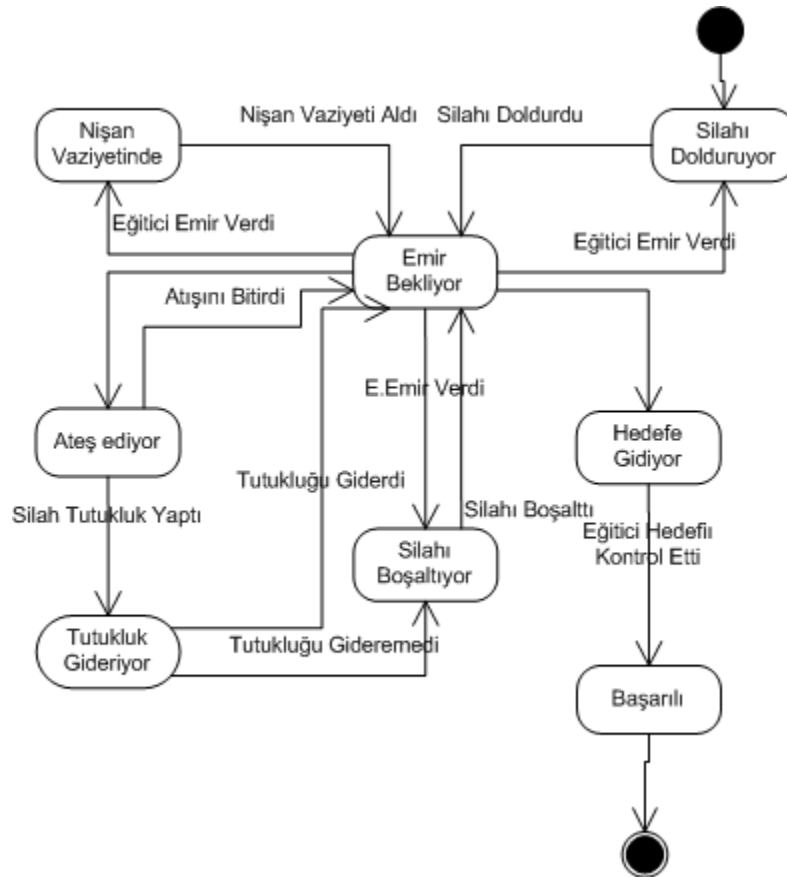 Nişan Vaziyeti Aldı
Silahı Doldurdu
Nişan
Vaziyetinde
Silahı
Dolduruyor
Eğitici Emir Verdi
Eğitici Emir Verdi
Emir
Bekliyor
Atışını Bitirdi
E.Emir Verdi
Ateş ediyor
Hedefe
Gidiyor
Tutukluğu Giderdi
Silah Tutukluk Yaptı
Silahı Boşalttı
Eğitici Hedefiı
Kontrol Etti
Silahı
Boşaltıyor
Tutukluk
Gideriyor
Tutukluğu Gideremedi
Başarılı